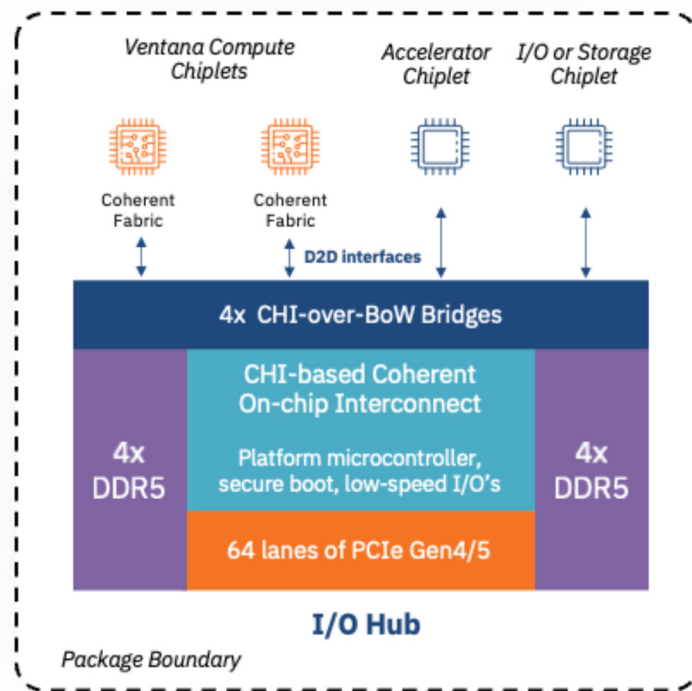 Ventana Compute
Chiplets
Accelerator
Chiplet
I/O or Storage
Chiplet
Coherent
Fabric
Coherent
Fabric
D2D interfaces
4x CHI-over-BoW Bridges
4x
DDR5
CHI-based Coherent
On-chip Interconnect
Platform microcontroller,
secure boot, low-speed I/O's
4x
DDR5
64 lanes of PCIe Gen4/5
I/O Hub
Package Boundary